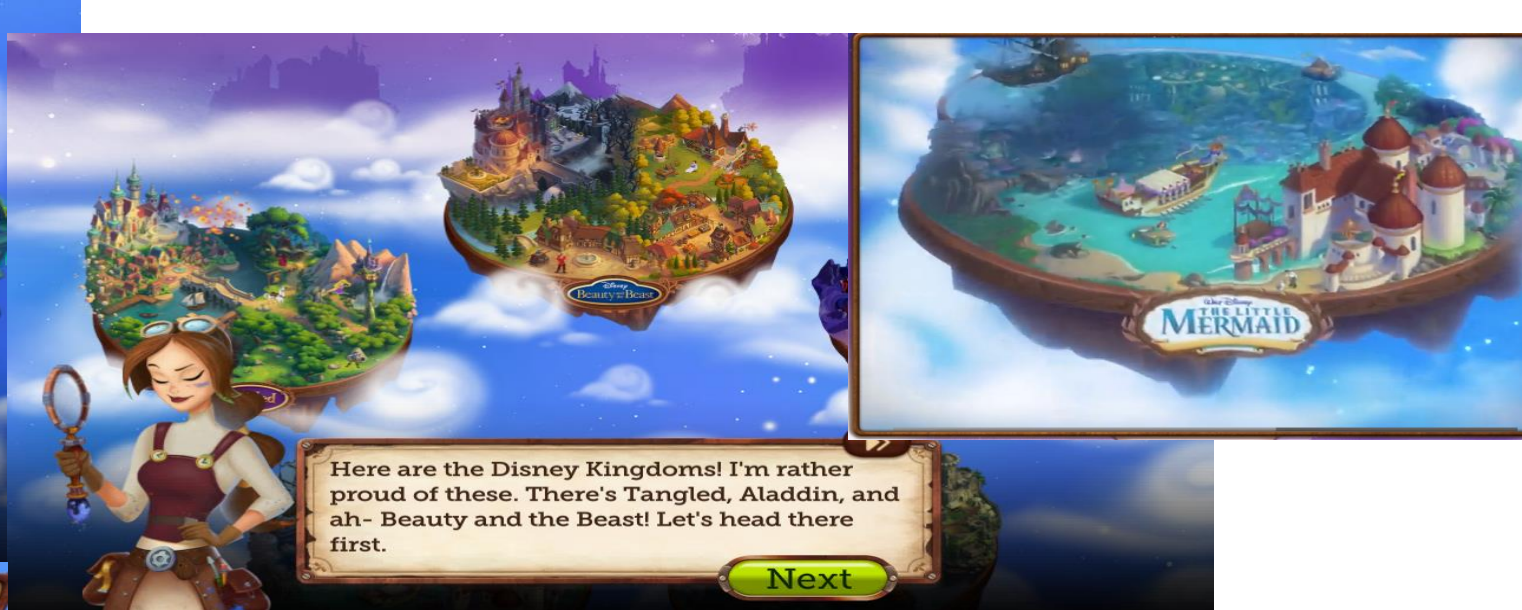 Disney
Beauty and the Beast
Walt Disney
THE LITTLE
MERMAID
Here are the Disney Kingdoms! I'm rather
proud of these. There's Tangled, Aladdin, and
ah- Beauty and the Beast! Let's head there
first.
Next